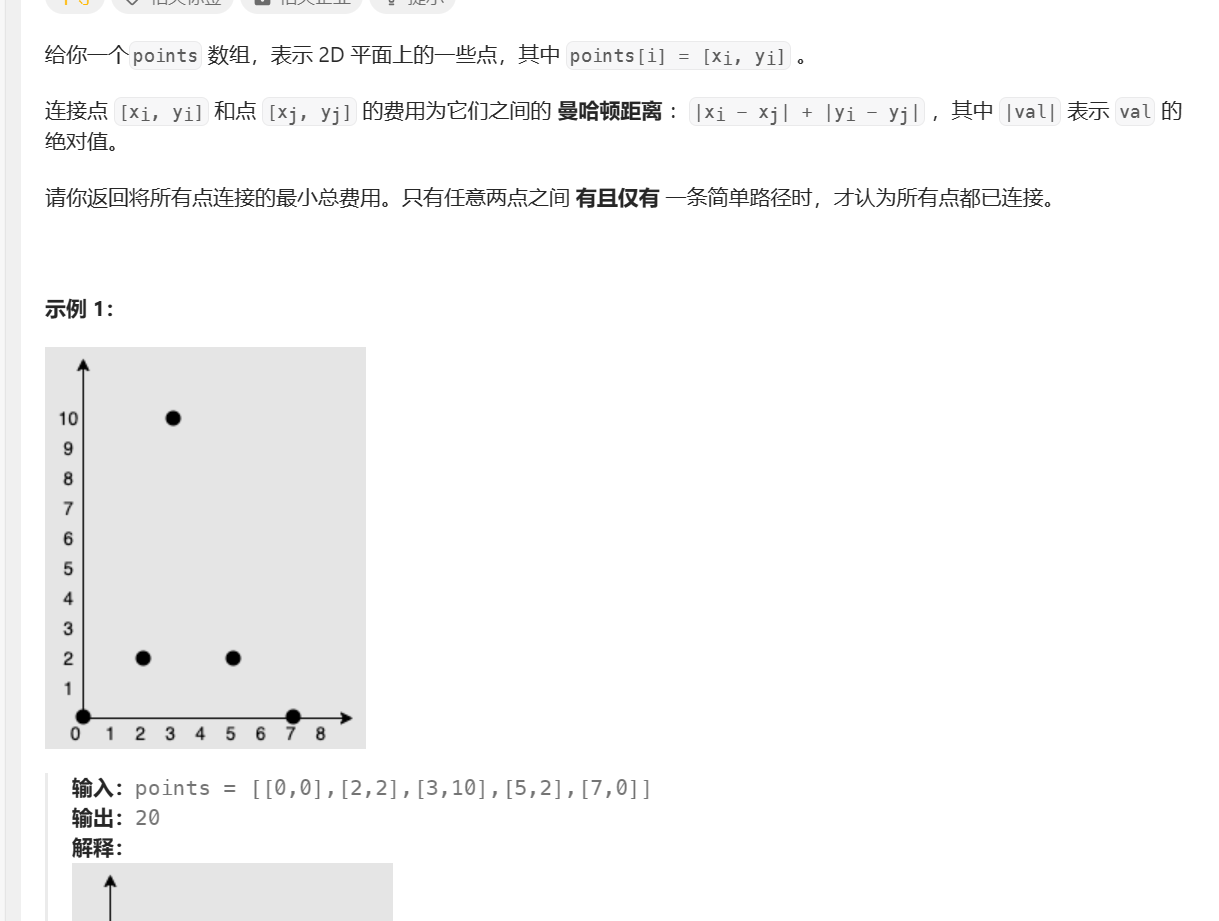 给你一个points 数组，表示 2D 平面上的一些点，其中 points[i] = [xi, yi] 。
连接点 [xi, yi] 和点 [xj, yj] 的费用为它们之间的 曼哈顿距离 ：|xi - xj| + |yi - yj| ，其中 |val| 表示 val 的
绝对值。
请你返回将所有点连接的最小总费用。只有任意两点之间 有且仅有 一条简单路径时，才认为所有点都已连接。
示例 1：
10
9
8
7
6
5
4
3
2
1
0 1 2 3 4 5 6 7 8
输入：points = [[0,0],[2,2],[3,10],[5,2],[7,0]]
输出：20
解释：